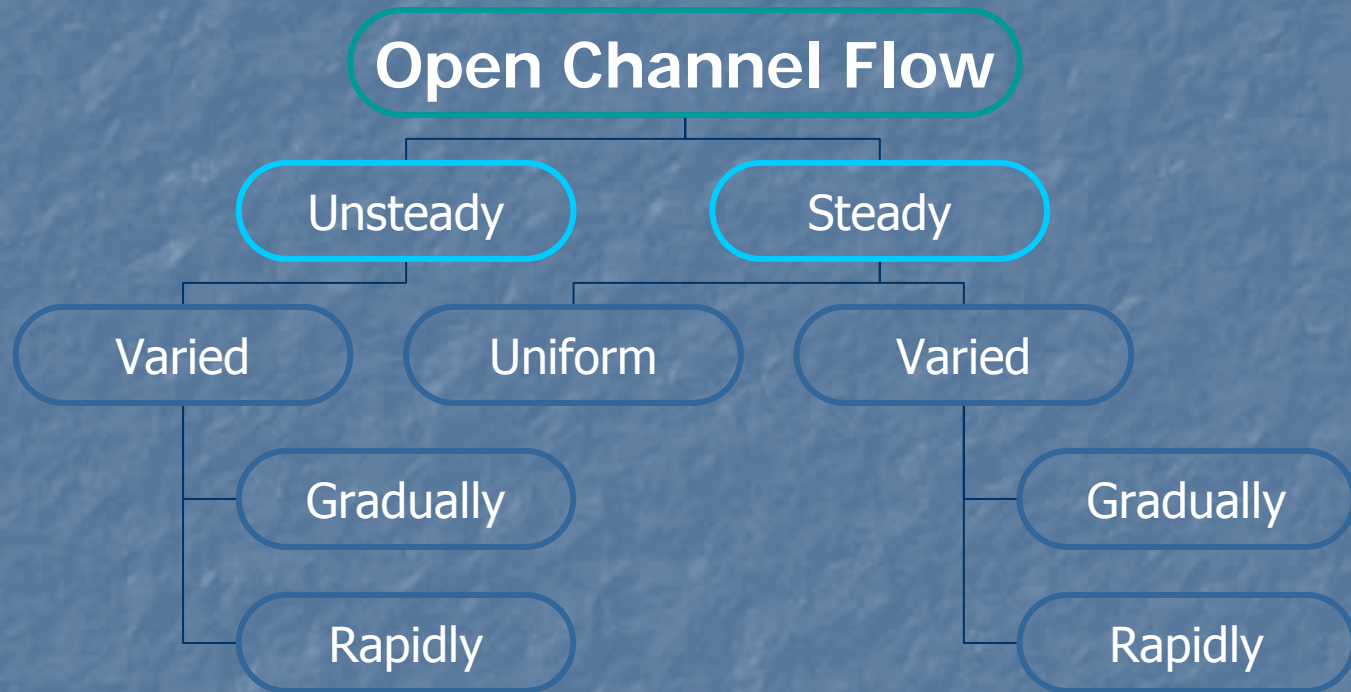 Open Channel Flow
Unsteady
Steady
Varied
Uniform
Varied
Gradually
Gradually
Rapidly
Rapidly